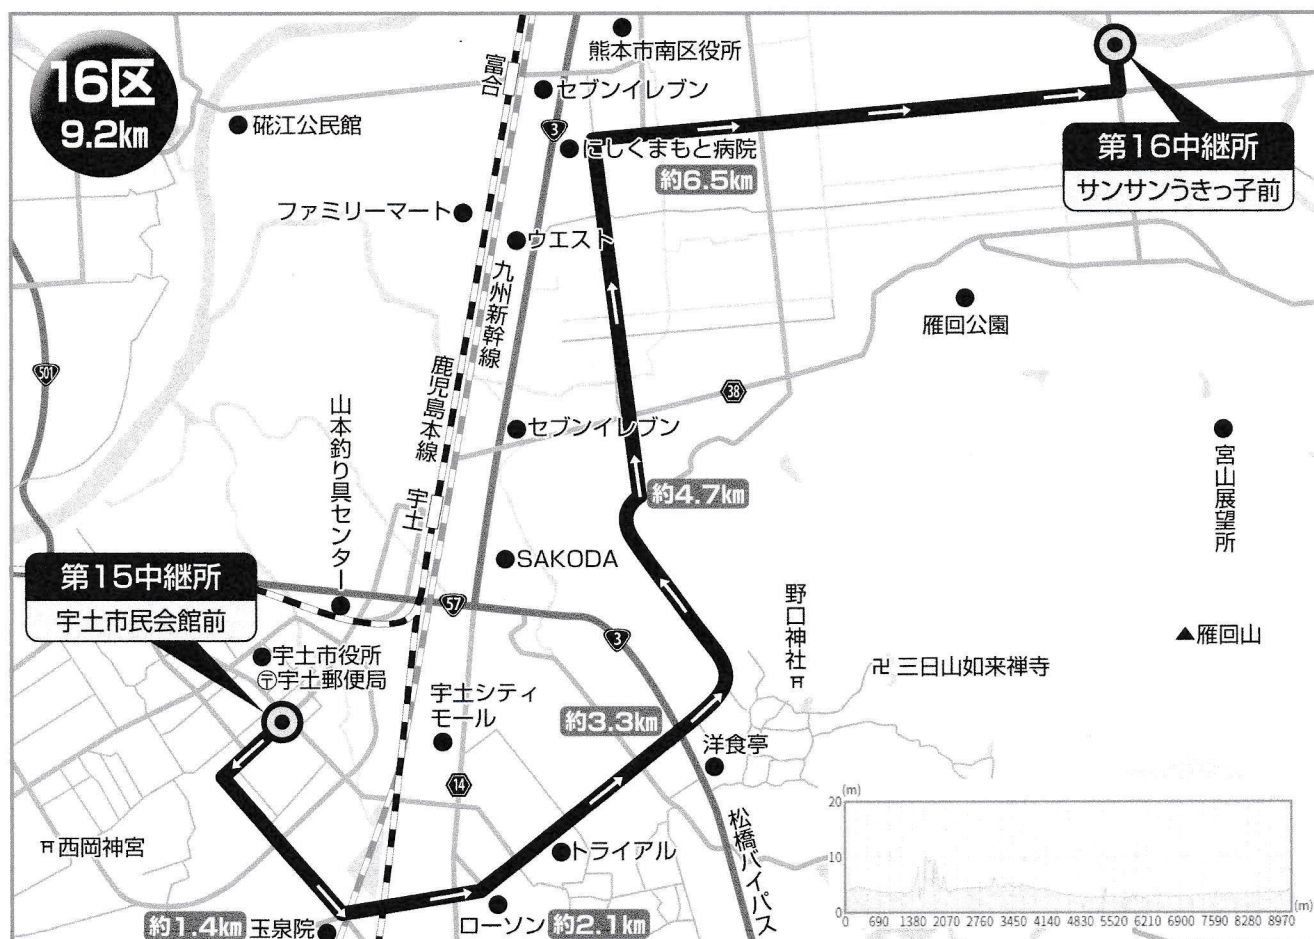 16区
9.2km
熊本市南区役所
富合
セブンイレブン
硴江公民館
3
にしくまもと病院
約6.5km
第16中継所
サンサンうきっ子前
ファミリーマート
ウエスト
九州新幹線
雁回公園
鹿児島本線
501
38
山本釣り具センター
セブンイレブン
宮山展望所
宇土
約4.7km
SAKODA
第15中継所
宇土市民会館前
57
3
野口神社
雁回山
宇土市役所
〒宇土郵便局
卍三日山如来禅寺
宇土シティ
モール
約3.3km
洋食亭
14
松橋バイパス
西岡神宮
トライアル
約1.4km
玉泉院
ローソン
約2.1km
(m)
20
10
0
0 690 1380 2070 2760 3450 4140 4830 5520 6210 6900 7590 8280 8970
(m)